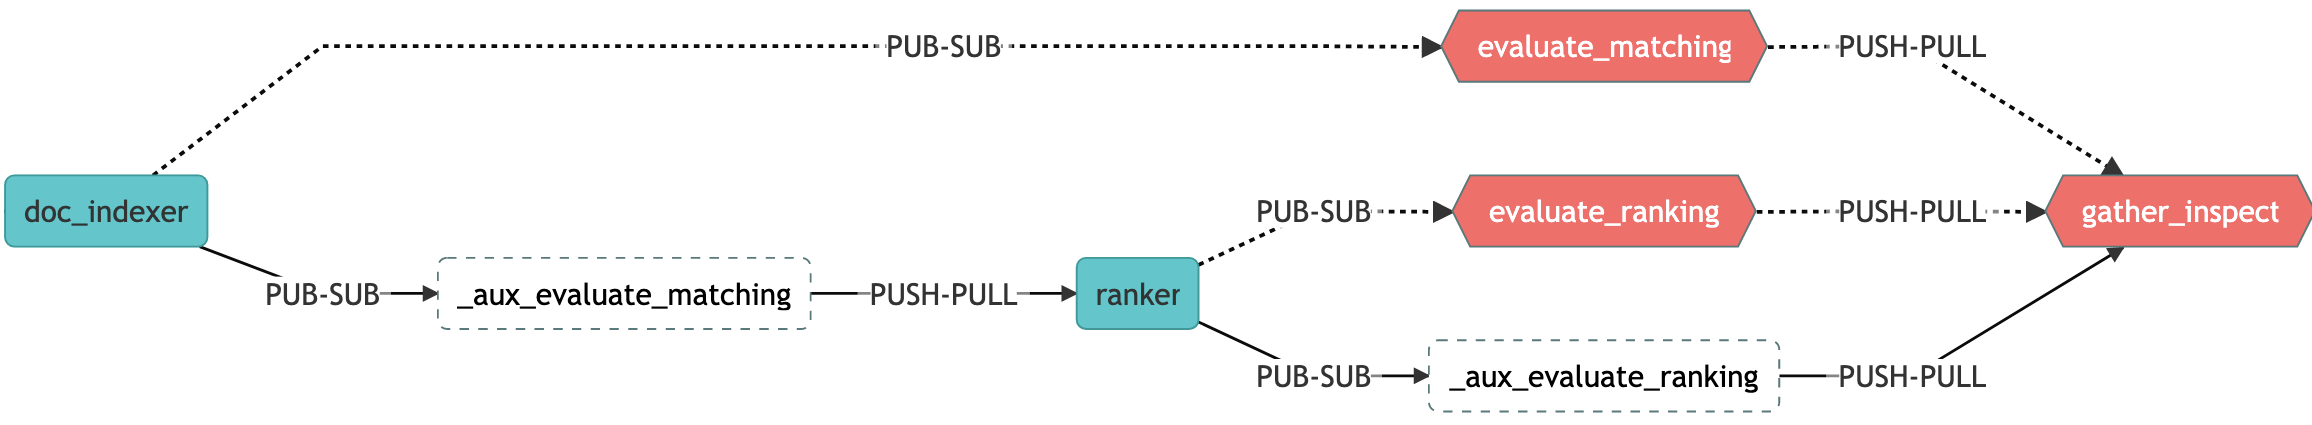 PUB-SUB
evaluate_matching
PUSH-PULL
doc_indexer
PUB-SUB
evaluate_ranking
PUSH-PULL
gather_inspect
PUB-SUB
_aux_evaluate_matching
PUSH-PULL
ranker
PUB-SUB
_aux_evaluate_ranking
PUSH-PULL